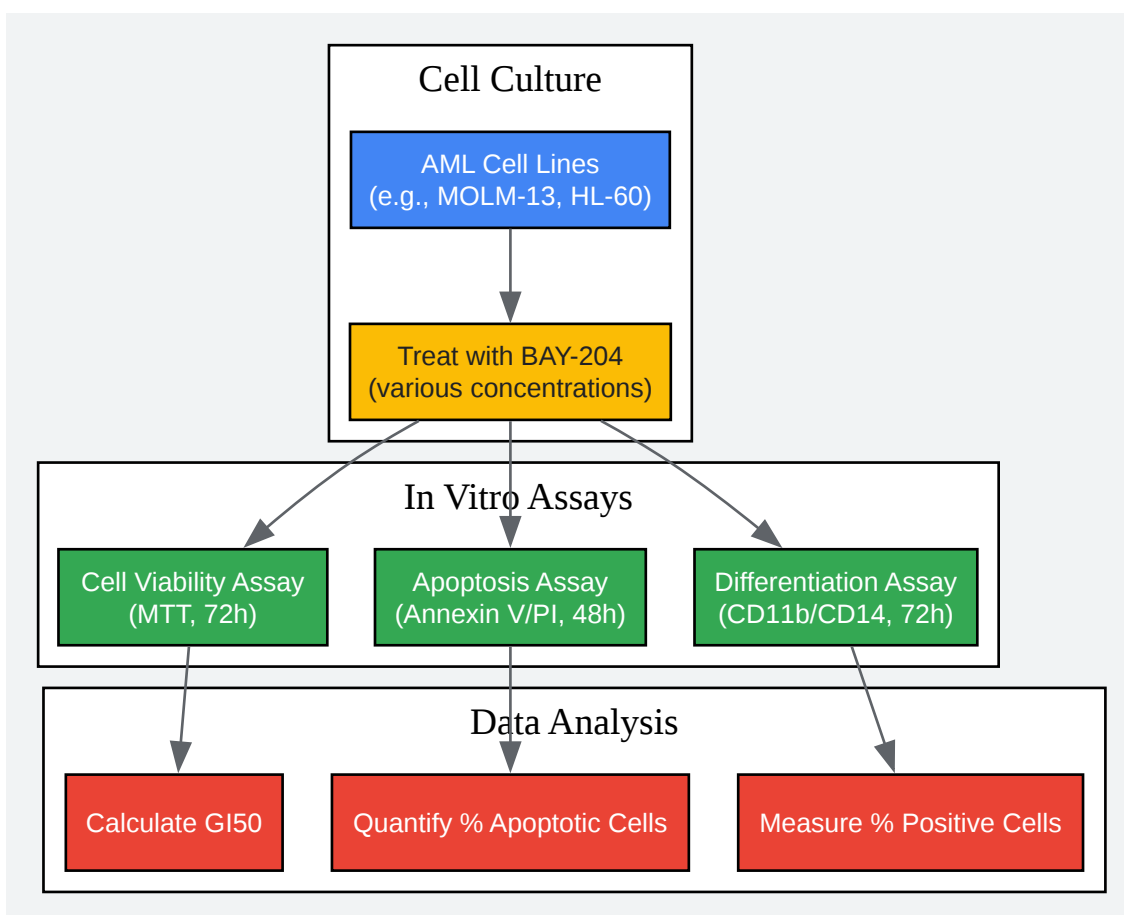 Cell Culture
AML Cell Lines
(e.g., MOLM-13, HL-60)
Treat with BAY-204
(various concentrations)
In Vitro Assays
Cell Viability Assay
(MTT, 72h)
Apoptosis Assay
(Annexin V/PI, 48h)
Differentiation Assay
(CD11b/CD14, 72h)
Data Analysis
Calculate GI50
Quantify % Apoptotic Cells
Measure % Positive Cells